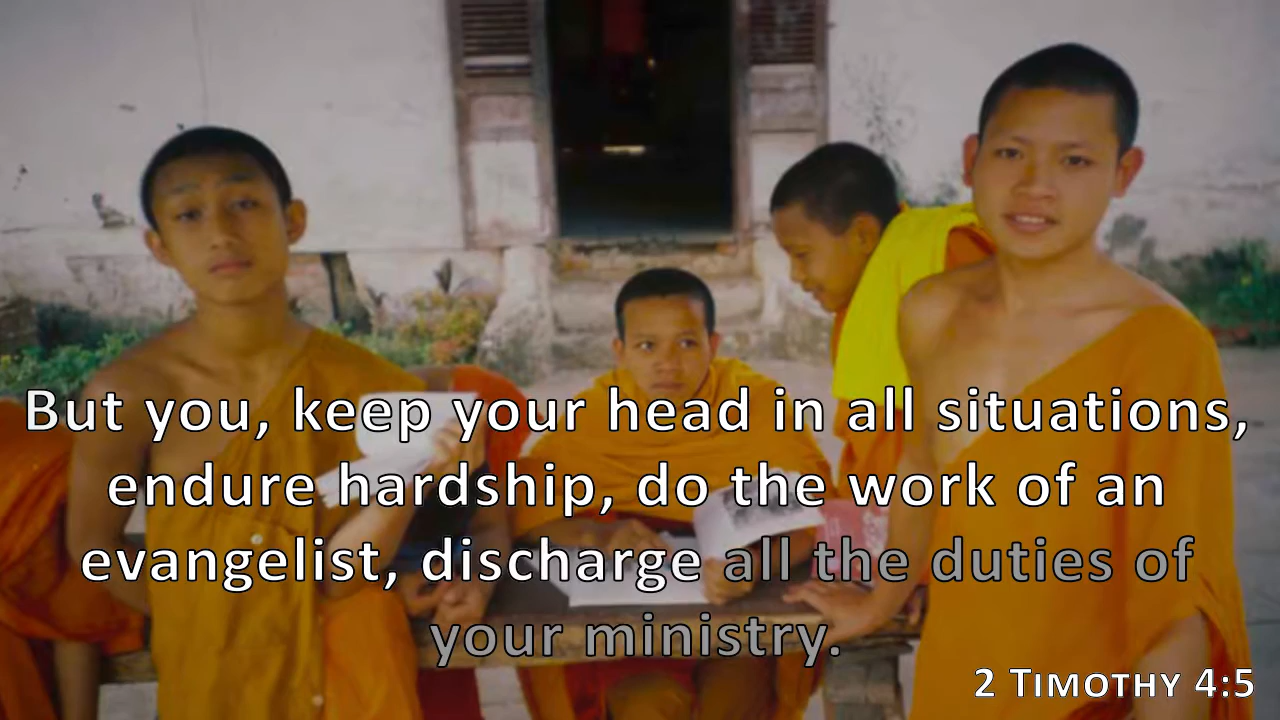 But you, keep your head in all situations,
endure hardship, do the work of an
evangelist, discharge all the duties of
your ministry.
2 TIMOTHY 4:5